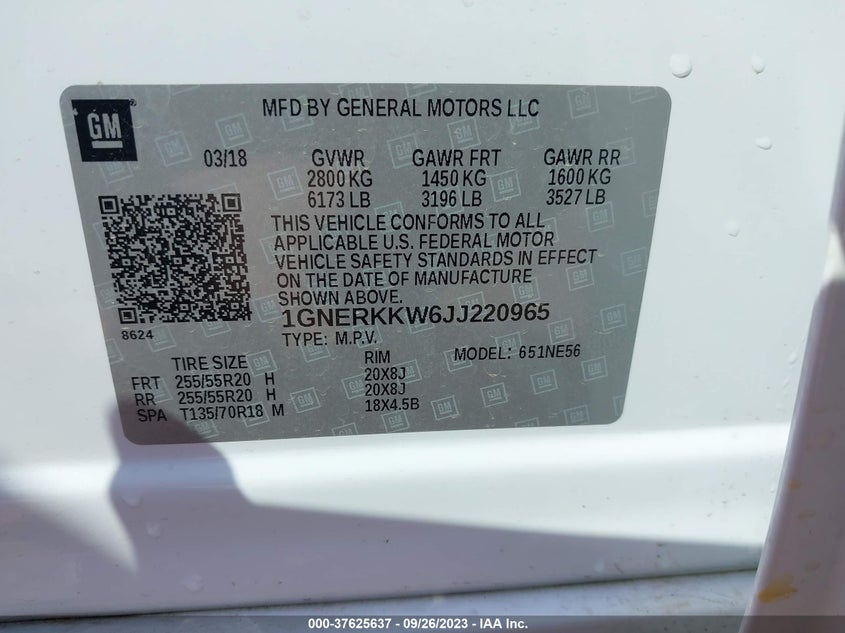 GM
MFD BY GENERAL MOTORS LLC
03/18 GVWR GAWR FRT GAWR RR
2800 KG 1450 KG 1600 KG
6173 LB 3196 LB 3527 LB
THIS VEHICLE CONFORMS TO ALL
APPLICABLE U.S. FEDERAL MOTOR
VEHICLE SAFETY STANDARDS IN EFFECT
ON THE DATE OF MANUFACTURE
SHOWN ABOVE.
8624
1GNERKKW6JJ220965
TYPE: M.P.V.
MODEL: 651NE56
TIRE SIZE RIM
FRT 255/55R20 H 20X8J
RR 255/55R20 H 20X8J
SPA T135/70R18 M 18X4.5B
000-37625637 - 09/26/2023 - IAA Inc.